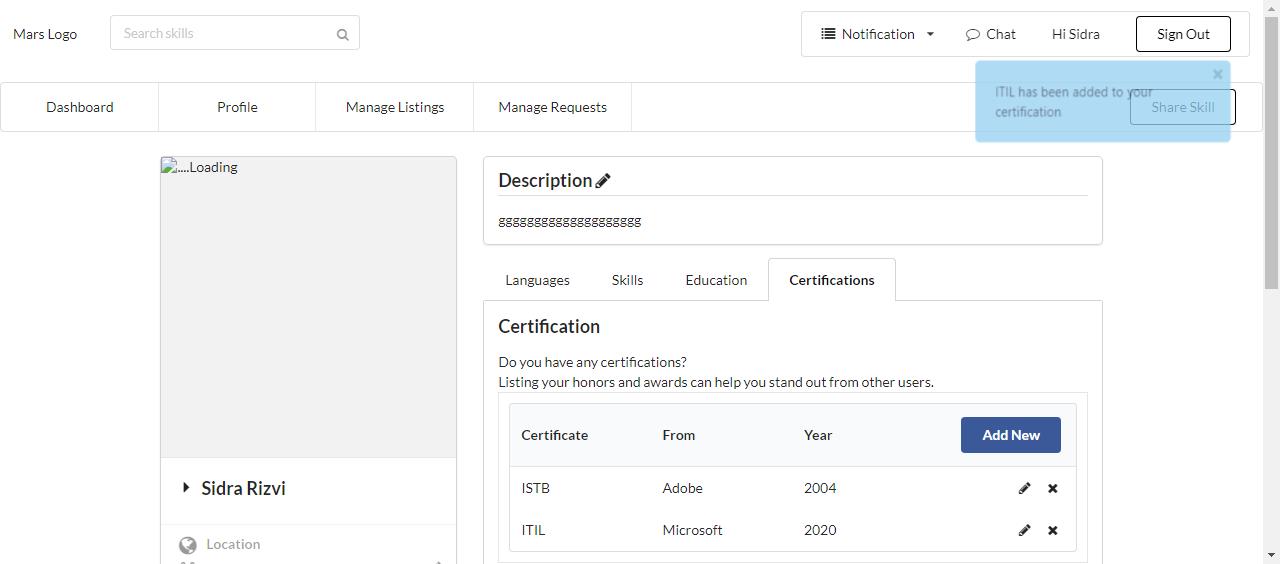 Mars Logo
Search skills
Notification
Chat
Hi Sidra
Sign Out
ITIL has been added to your
certification
Dashboard
Profile
Manage Listings
Manage Requests
Share Skill
....Loading
Description
gggggggggggggggggggg
Languages
Skills
Education
Certifications
Certification
Do you have any certifications?
Listing your honors and awards can help you stand out from other users.
Certificate From Year Add New
ISTB Adobe 2004
ITIL Microsoft 2020
Sidra Rizvi
Location